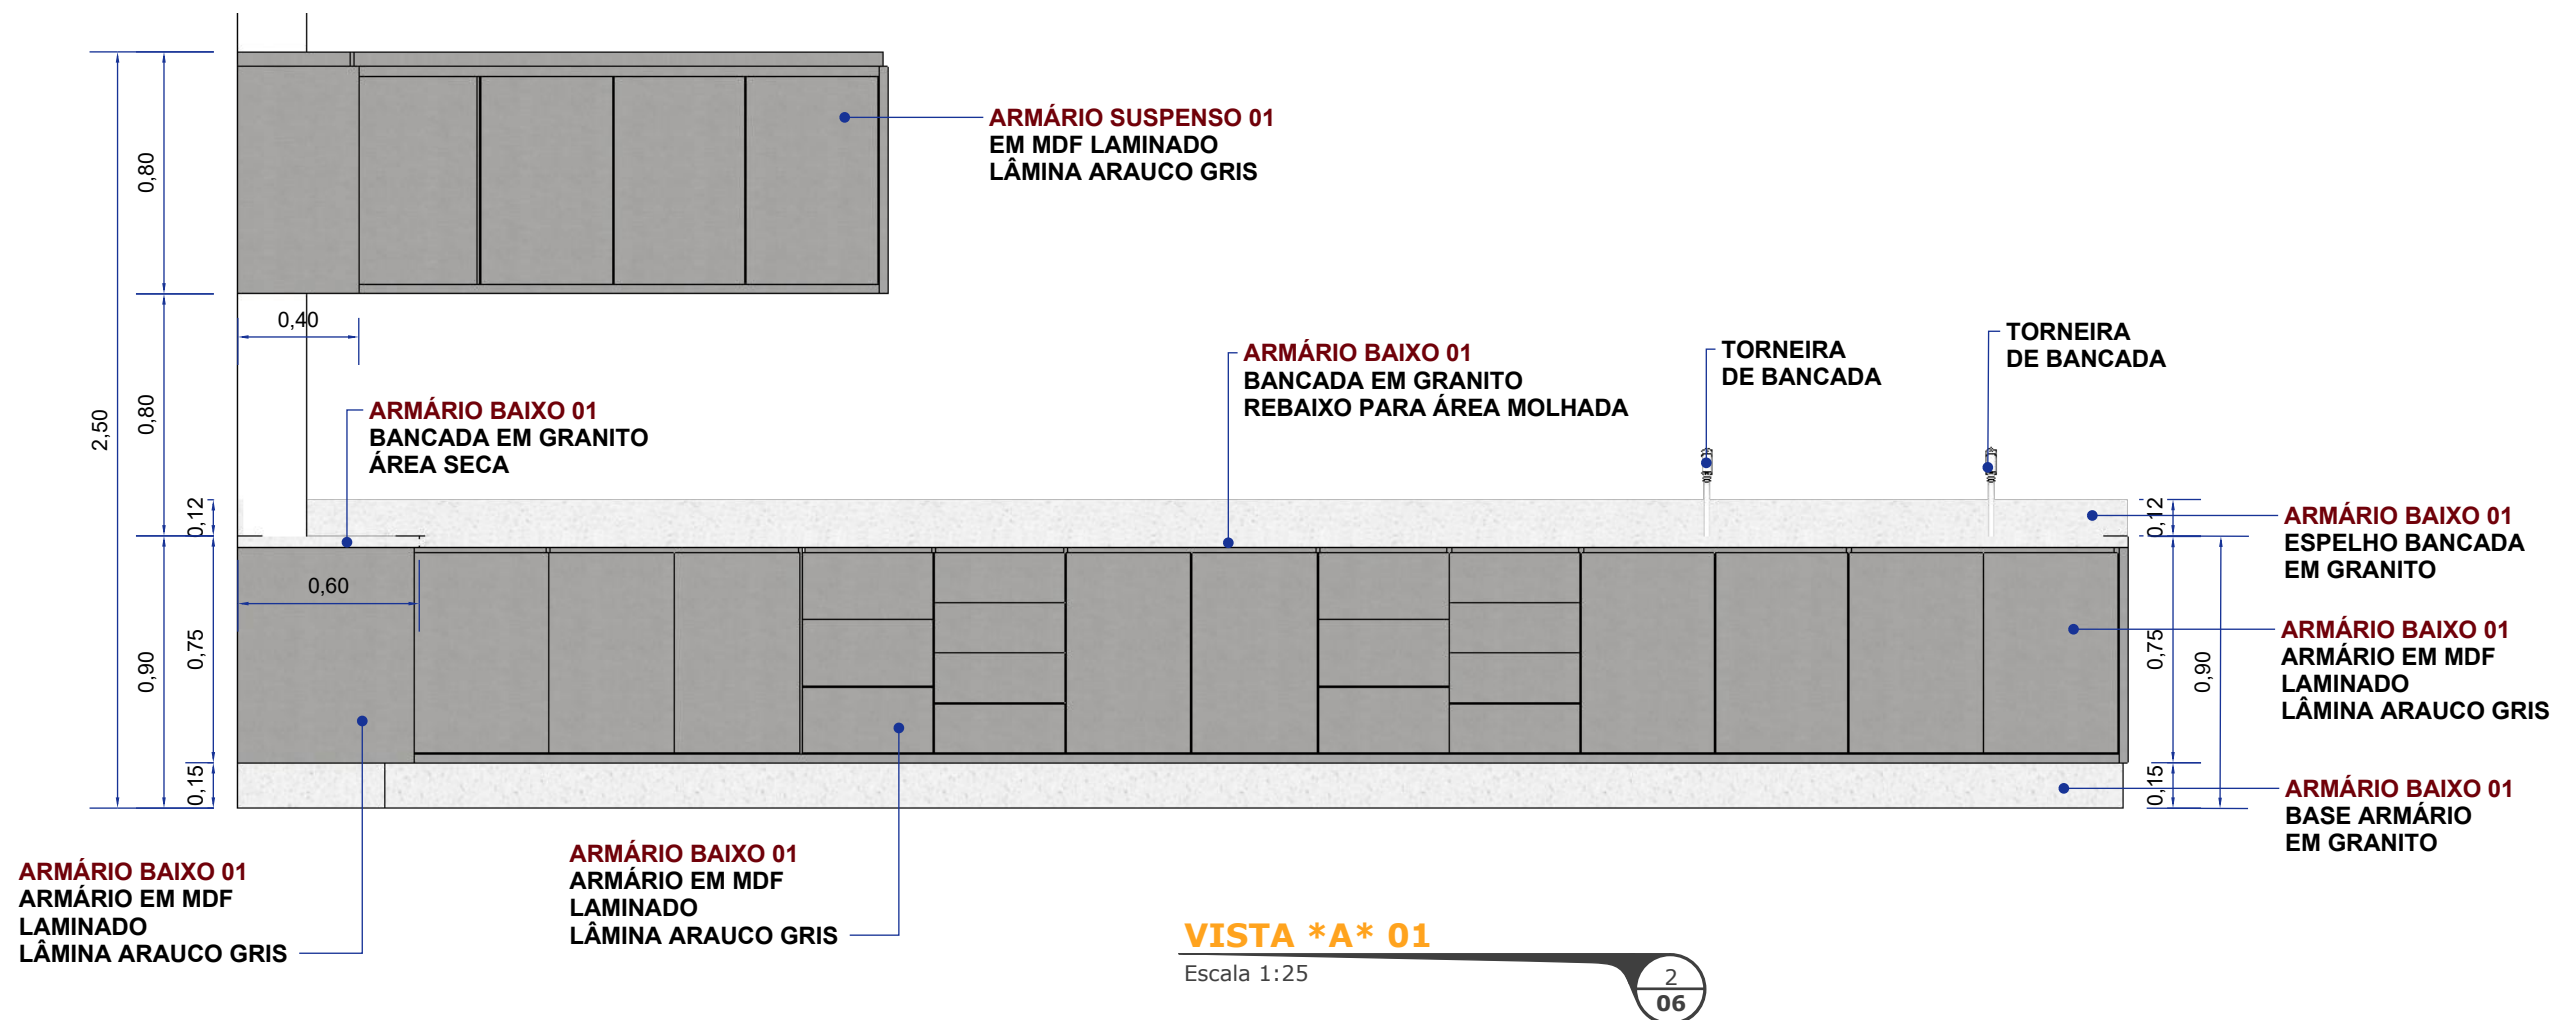 ARMÁRIO SUSPENSO 01
EM MDF LAMINADO
LÂMINA ARAUCO GRIS
0,80
2,50
0,80
0,40
ARMÁRIO BAIXO 01
BANCADA EM GRANITO
ÁREA SECA
ARMÁRIO BAIXO 01
BANCADA EM GRANITO
REBAIXO PARA ÁREA MOLHADA
TORNEIRA
DE BANCADA
TORNEIRA
DE BANCADA
0,12
0,60
0,75
0,90
0,15
0,12
0,75
0,90
0,15
ARMÁRIO BAIXO 01
ESPELHO BANCADA
EM GRANITO
ARMÁRIO BAIXO 01
ARMÁRIO EM MDF
LAMINADO
LÂMINA ARAUCO GRIS
ARMÁRIO BAIXO 01
BASE ARMÁRIO
EM GRANITO
ARMÁRIO BAIXO 01
ARMÁRIO EM MDF
LAMINADO
LÂMINA ARAUCO GRIS
ARMÁRIO BAIXO 01
ARMÁRIO EM MDF
LAMINADO
LÂMINA ARAUCO GRIS
VISTA *A* 01
Escala 1:25
2
06